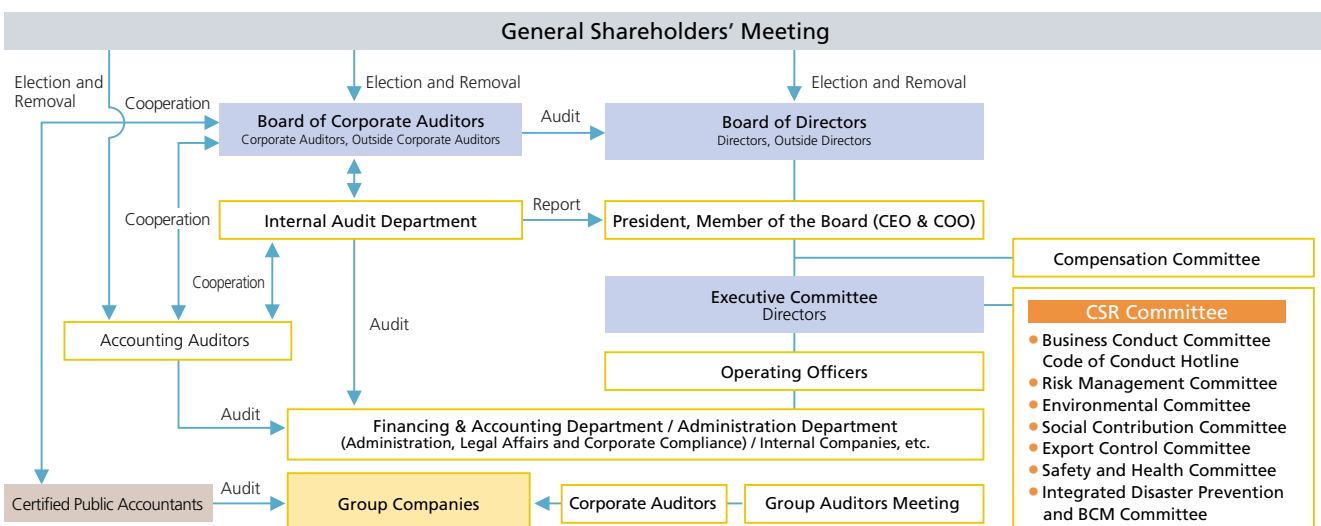 General Shareholders’ Meeting
Election and
Removal
Cooperation
Election and Removal
Election and Removal
Board of Corporate Auditors
Corporate Auditors, Outside Corporate Auditors
Audit
Board of Directors
Directors, Outside Directors
Cooperation
Internal Audit Department
Report
President, Member of the Board (CEO & COO)
Compensation Committee
Cooperation
Executive Committee
Directors
Audit
Accounting Auditors
Operating Officers
CSR Committee
● Business Conduct Committee
Code of Conduct Hotline
● Risk Management Committee
● Environmental Committee
● Social Contribution Committee
● Export Control Committee
● Safety and Health Committee
● Integrated Disaster Prevention
and BCM Committee
Audit
Financing & Accounting Department / Administration Department
(Administration, Legal Affairs and Corporate Compliance) / Internal Companies, etc.
Certified Public Accountants
Audit
Group Companies
Corporate Auditors
Group Auditors Meeting